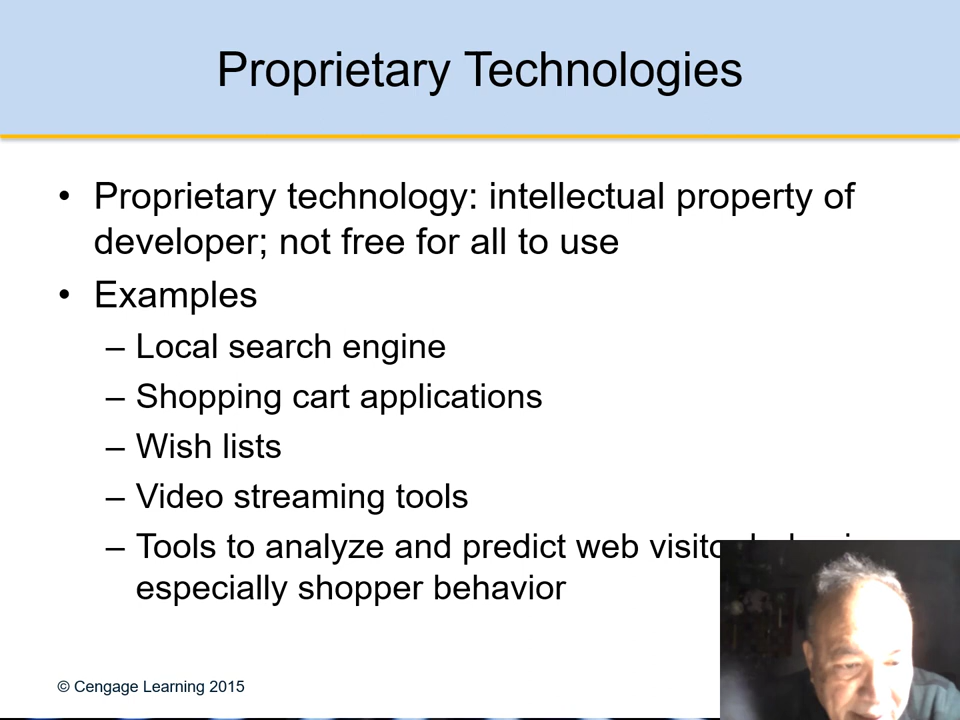 Proprietary Technologies
• Proprietary technology: intellectual property of
developer; not free for all to use
• Examples
– Local search engine
– Shopping cart applications
– Wish lists
– Video streaming tools
– Tools to analyze and predict web
especially shopper behavior
© Cengage Learning 2015